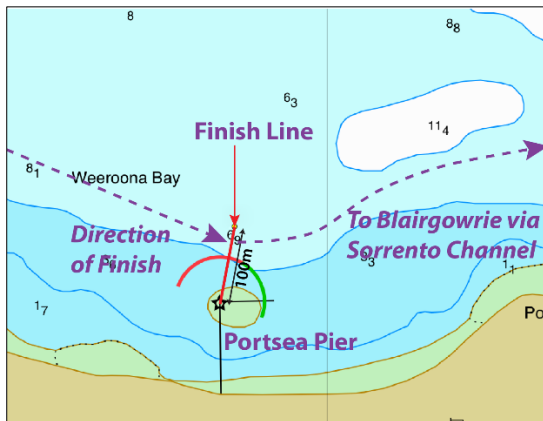 8
8₈
6₃
Finish Line
11₄
8₁
Weeroona Bay
6₉
Direction
of Finish
To Blairgowrie via
Sorrento Channel
100m
1₇
Portsea Pier
Po